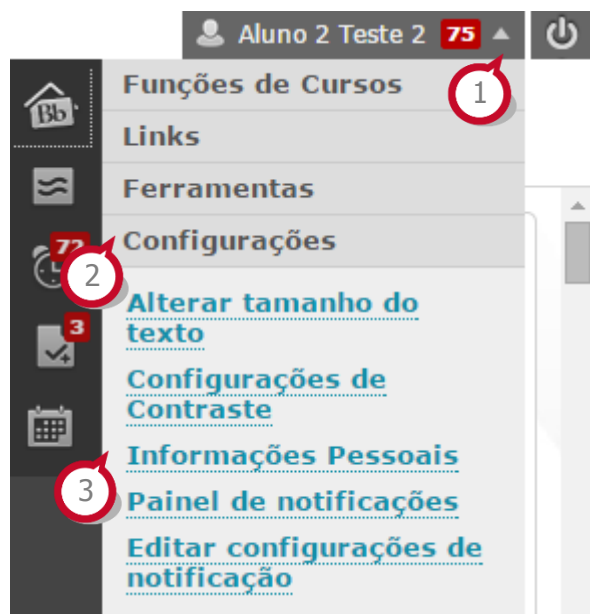 Aluno 2 Teste 2 75
1
Funções de Cursos
Bb
Links
Ferramentas
Configurações
72
2
Alterar tamanho do
texto
3
Configurações de
Contraste
Informações Pessoais
3
Painel de notificações
Editar configurações de
notificação